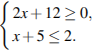 2x + 12 ≥ 0,
x + 5 ≤ 2.